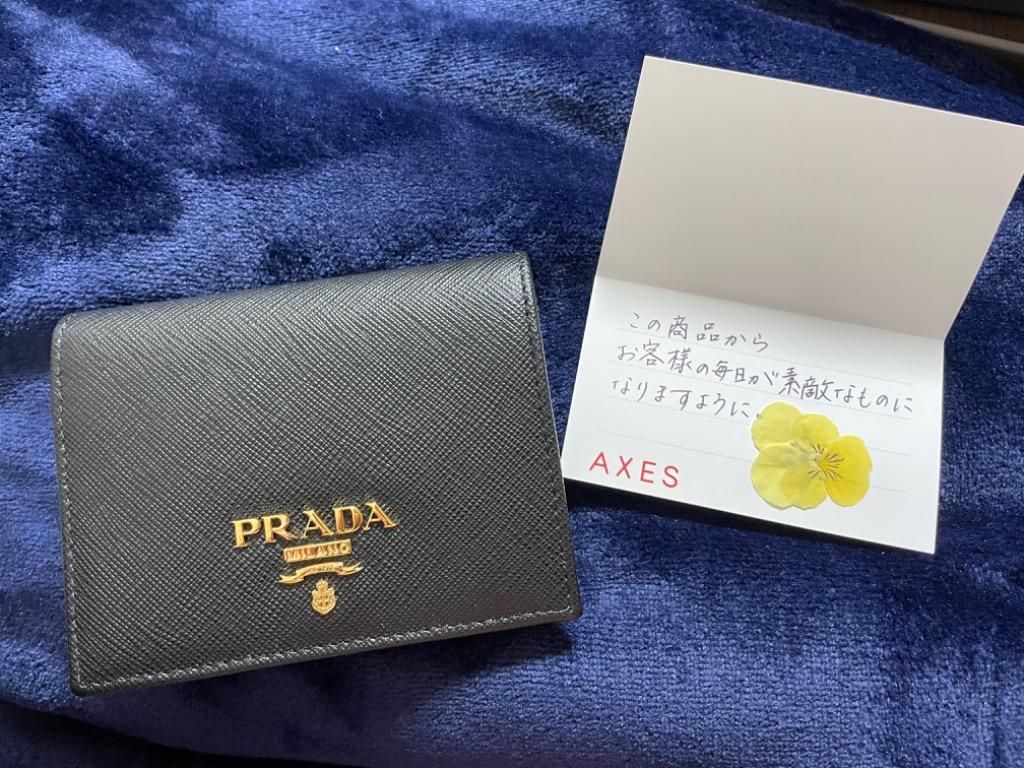 PRADA
MILANO
この商品から
お客様の毎日が素敵なものに
なりますように。
AXES